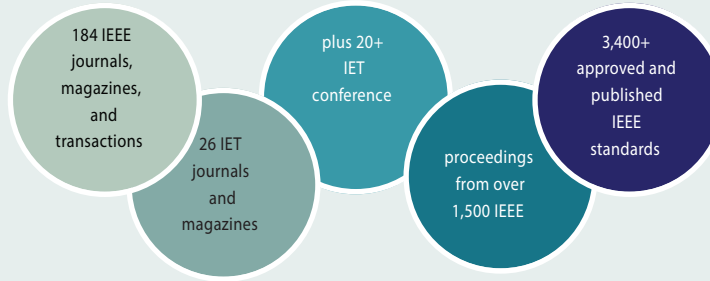 184 IEEE
journals,
magazines,
and
transactions
26 IET
journals
and
magazines
plus 20+
IET
conference
proceedings
from over
1,500 IEEE
3,400+
approved and
published
IEEE
standards